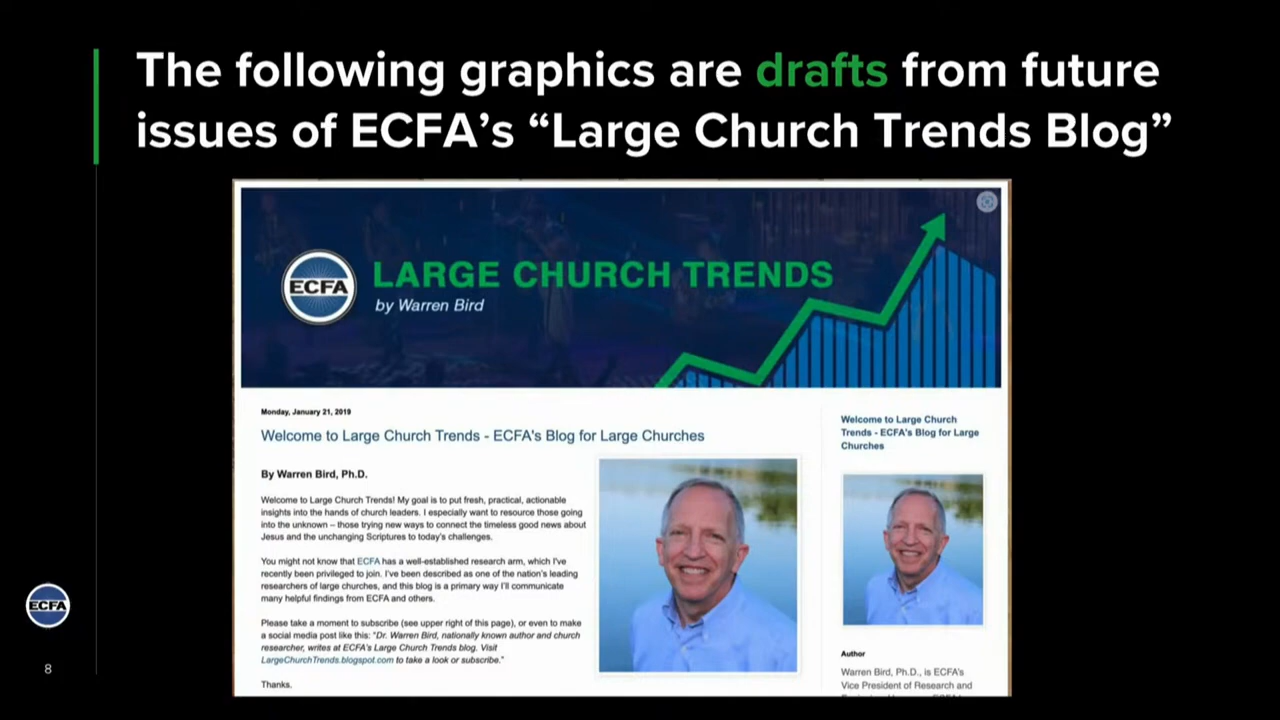 The following graphics are drafts from future
issues of ECFA's “Large Church Trends Blog”
ECFA
LARGE CHURCH TRENDS
by Warren Bird
Monday, January 21, 2019
Welcome to Large Church Trends - ECFA's Blog for Large Churches
By Warren Bird, Ph.D.
Welcome to Large Church Trends! My goal is to put fresh, practical, actionable
insights into the hands of church leaders. I especially want to resource those going
into the unknown – those trying new ways to connect the timeless good news about
Jesus and the unchanging Scriptures to today's challenges.
You might not know that ECFA has a well-established research arm, which I've
recently been privileged to join. I've been described as one of the nation's leading
researchers of large churches, and this blog is a primary way I'll communicate
many helpful findings from ECFA and others.
Please take a moment to subscribe (see upper right of this page), or even to make
a social media post like this: "Dr. Warren Bird, nationally known author and church
researcher, writes at ECFA's Large Church Trends blog. Visit
LargeChurchTrends.blogspot.com to take a look or subscribe."
Thanks.
Welcome to Large Church
Trends - ECFA's Blog for Large
Churches
Author
Warren Bird, Ph.D., is ECFA's
Vice President of Research and
ECFA
8